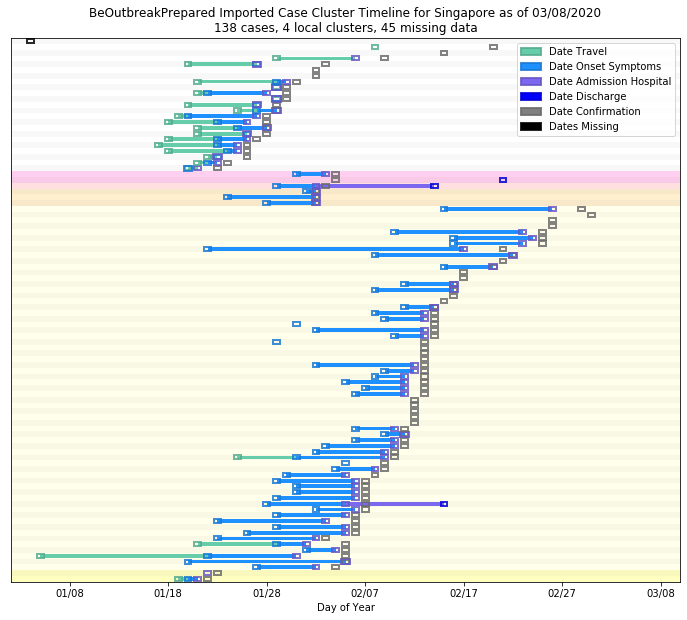 BeOutbreakPrepared Imported Case Cluster Timeline for Singapore as of 03/08/2020
138 cases, 4 local clusters, 45 missing data
Date Travel
Date Onset Symptoms
Date Admission Hospital
Date Discharge
Date Confirmation
Dates Missing
01/08 01/18 01/28 02/07 02/17 02/27 03/08
Day of Year